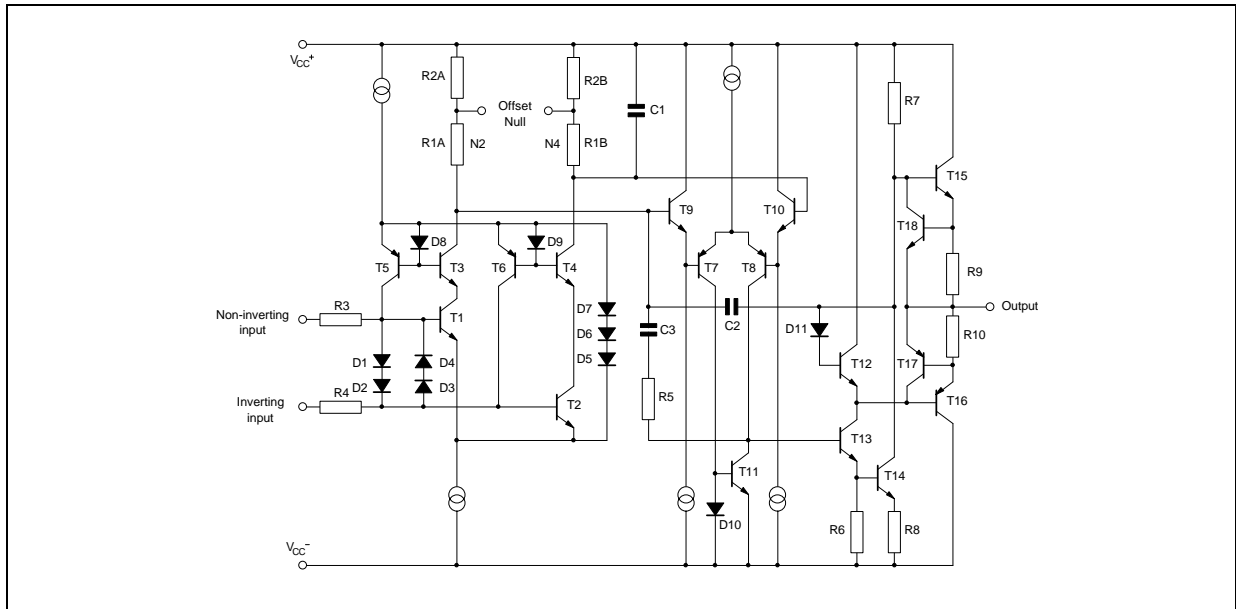 VCC+
R2A
R2B
Offset
Null
C1
R7
R1A
N2
N4
R1B
T15
T9
T10
T18
D8
D9
T5
T3
T6
T4
T7
T8
R9
Non-inverting
input
R3
T1
D7
D6
D5
C2
D11
Output
C3
R10
D1
D4
T12
T17
D2
D3
Inverting
input
R4
T2
R5
T16
T13
T11
T14
D10
R6
R8
VCC−